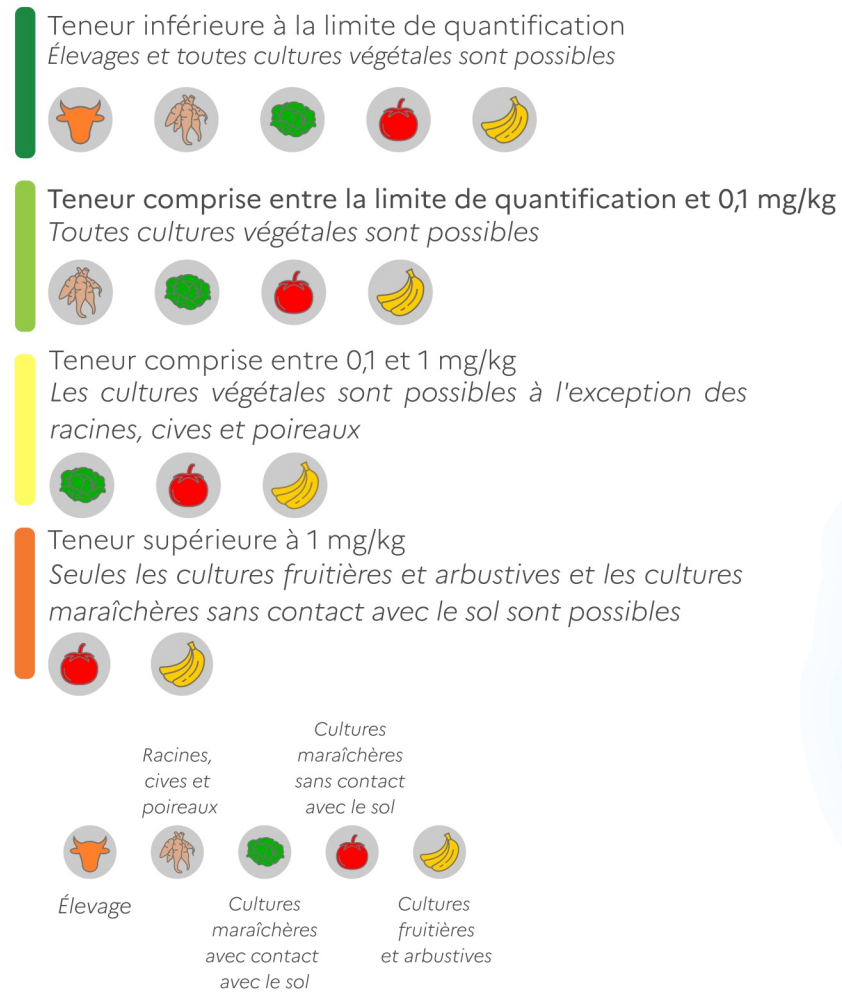 Teneur inférieure à la limite de quantification
Élevages et toutes cultures végétales sont possibles
Teneur comprise entre la limite de quantification et 0,1 mg/kg
Toutes cultures végétales sont possibles
Teneur comprise entre 0,1 et 1 mg/kg
Les cultures végétales sont possibles à l'exception des
racines, cives et poireaux
Teneur supérieure à 1 mg/kg
Seules les cultures fruitières et arbustives et les cultures
maraîchères sans contact avec le sol sont possibles
Racines,
cives et
poireaux
Cultures
maraîchères
sans contact
avec le sol
Élevage
Cultures
maraîchères
avec contact
avec le sol
Cultures
fruitières
et arbustives